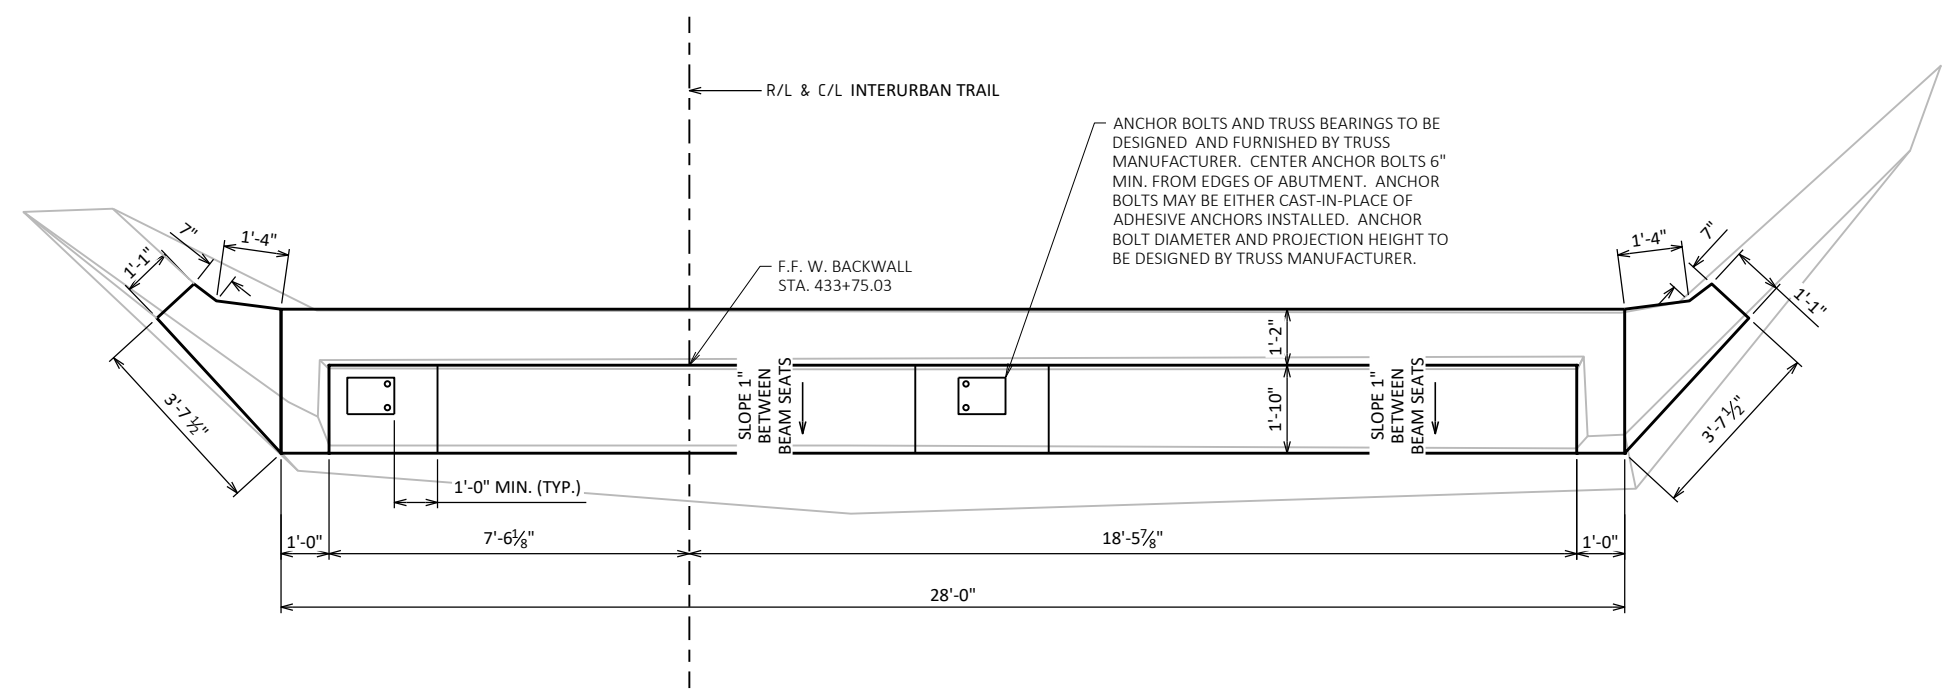 R/L & C/L INTERURBAN TRAIL
ANCHOR BOLTS AND TRUSS BEARINGS TO BE
DESIGNED AND FURNISHED BY TRUSS
MANUFACTURER. CENTER ANCHOR BOLTS 6"
MIN. FROM EDGES OF ABUTMENT. ANCHOR
BOLTS MAY BE EITHER CAST-IN-PLACE OF
ADHESIVE ANCHORS INSTALLED. ANCHOR
BOLT DIAMETER AND PROJECTION HEIGHT TO
BE DESIGNED BY TRUSS MANUFACTURER.
7"
1'-4"
1'-1"
1'-4"
7"
1'-1"
F.F. W. BACKWALL
STA. 433+75.03
1'-2"
1'-10"
SLOPE 1"
BETWEEN
BEAM SEATS
SLOPE 1"
BETWEEN
BEAM SEATS
3'-7½"
3'-7½"
1'-0" MIN. (TYP.)
1'-0"
7'-6⅛"
18'-5⅞"
1'-0"
28'-0"